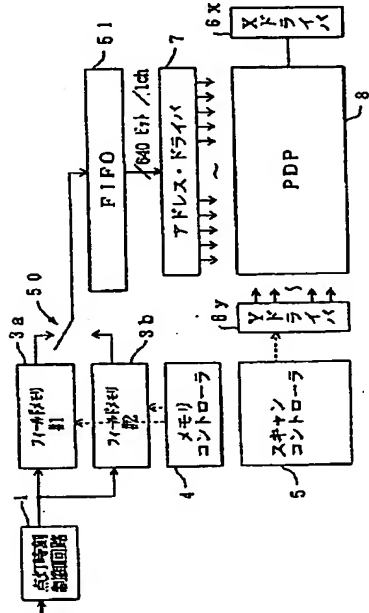 1
点灯時刻
制御回路
3a
フィールドメモリ
#1
フィールドメモリ
#2
3b
50
4
メモリ
コントローラ
5
スキャン
コントローラ
FIFO
51
640 ビット/1ch
7
アドレス・ドライバ
6y
Yドライバ
PDP
8
6x
Xドライバ